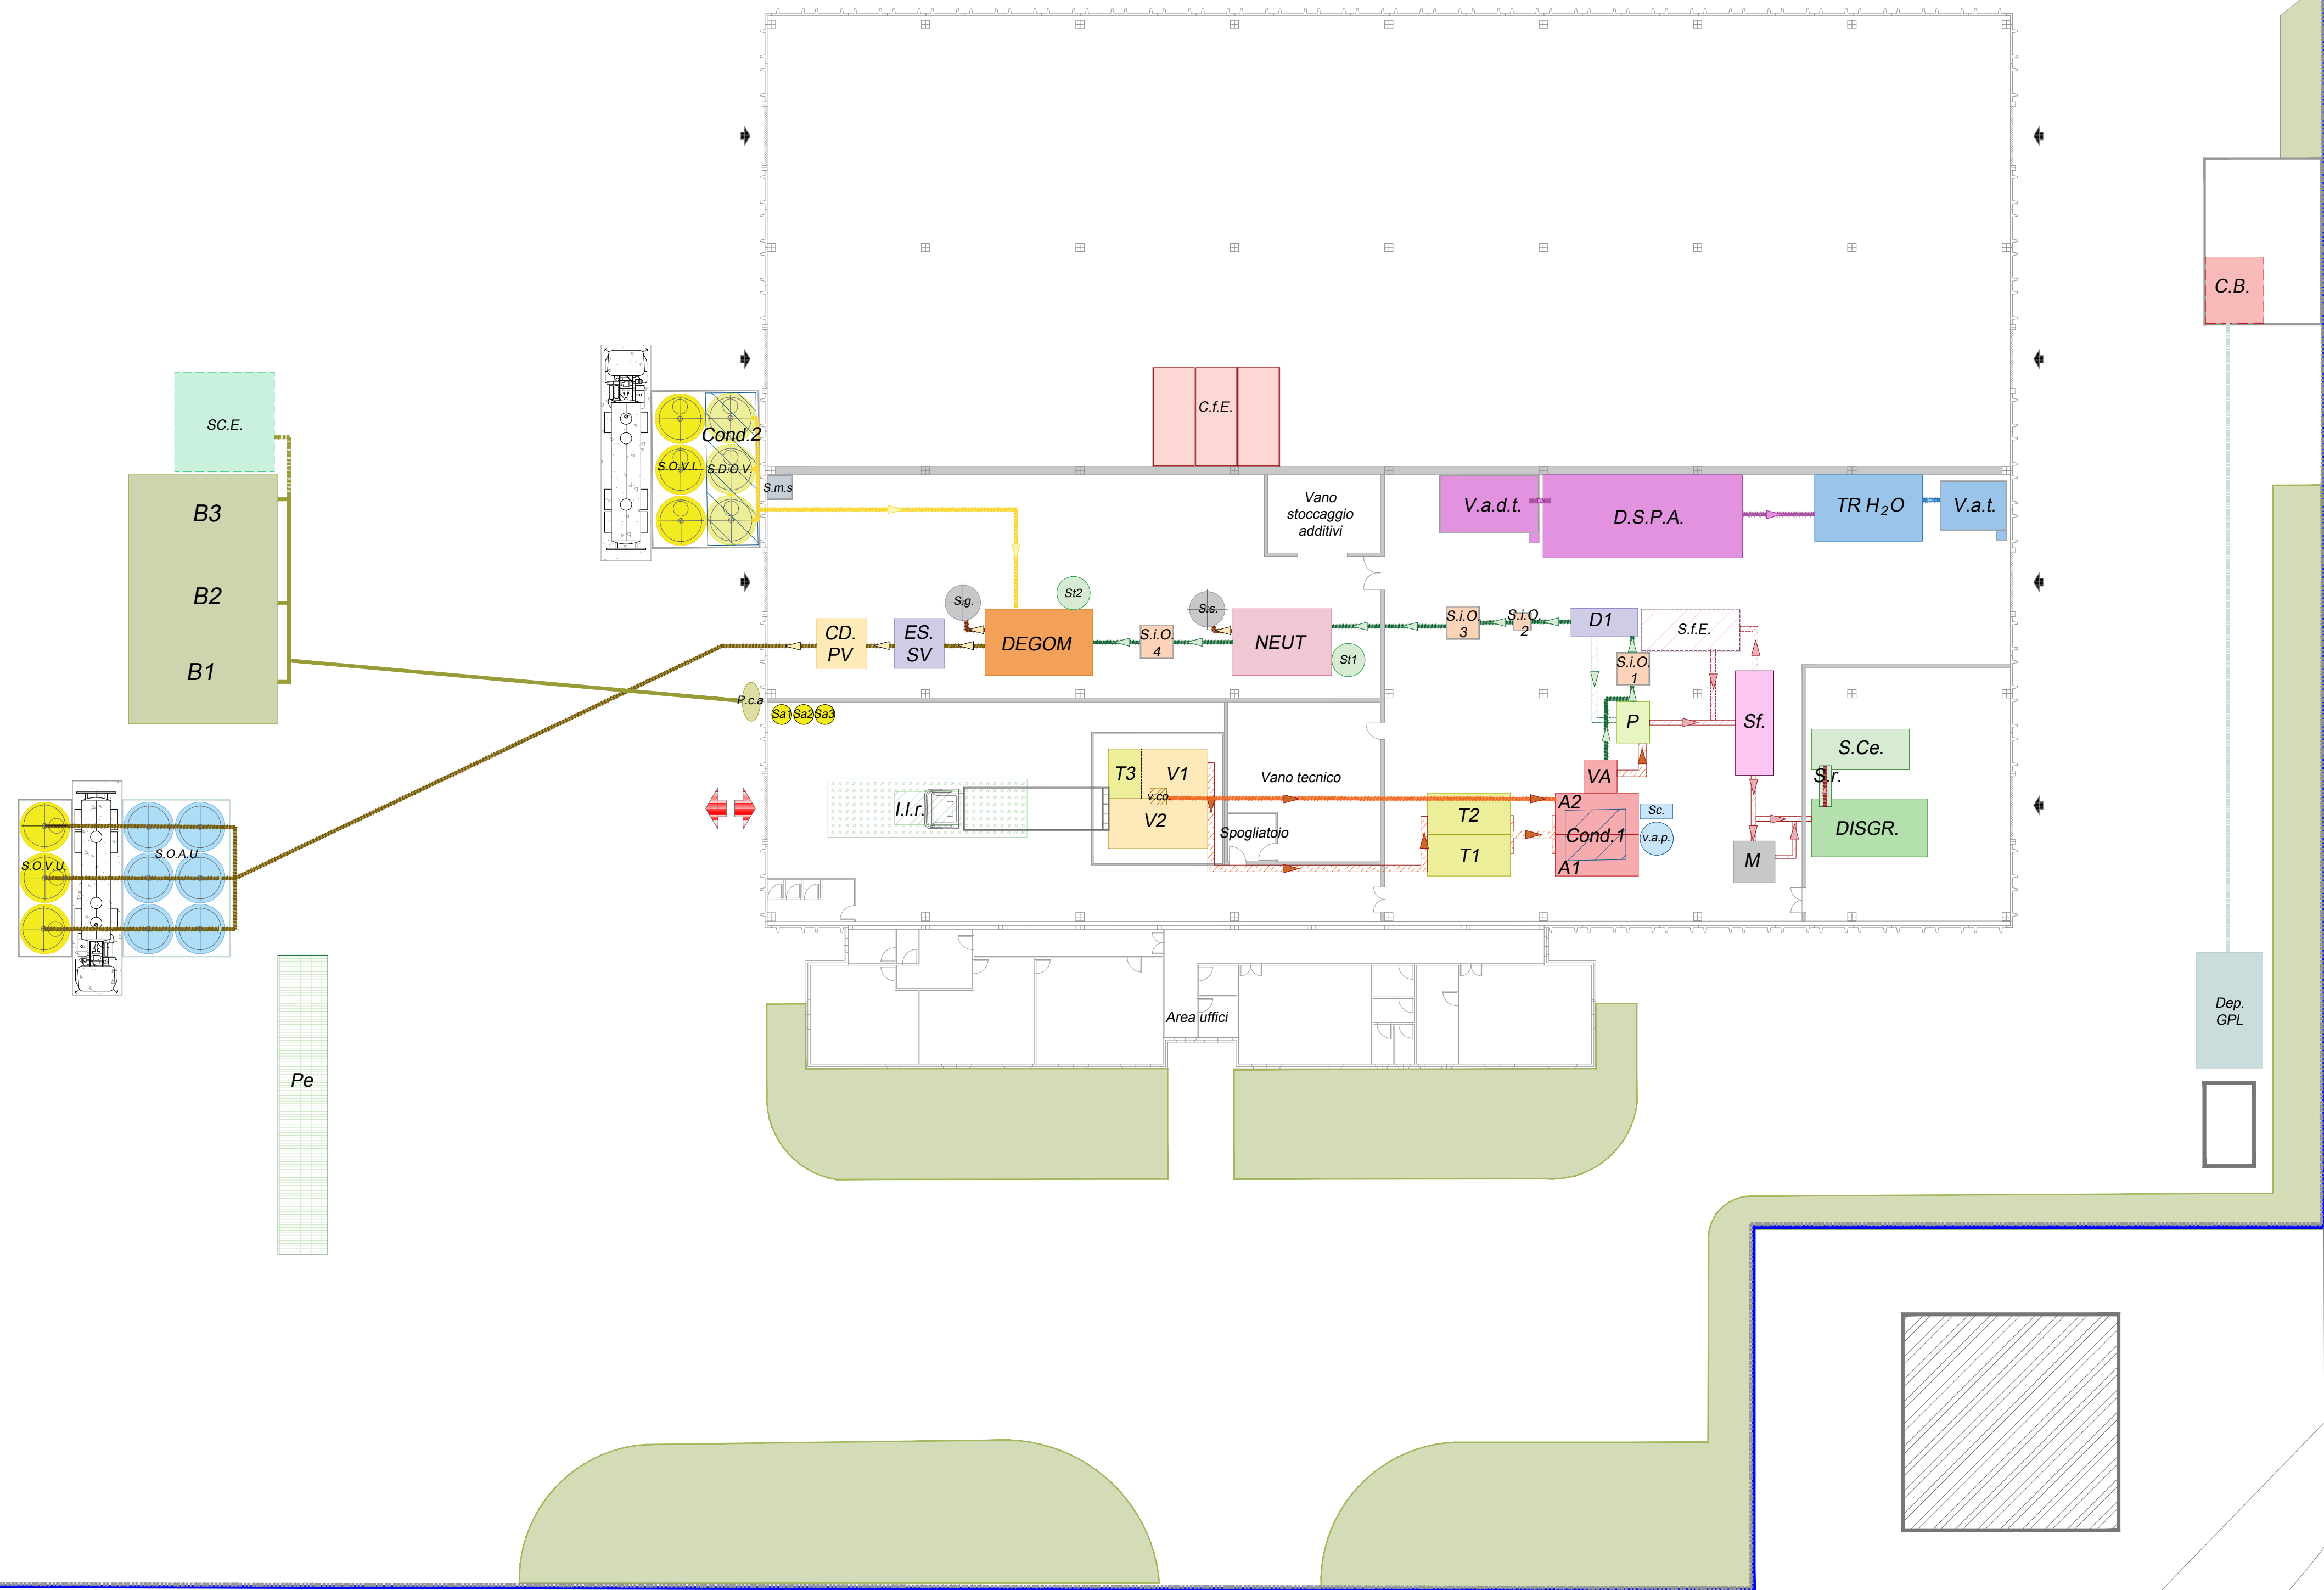 C.B.
C.f.E.
SC.E.
Cond.2
S.O.V.I.
S.D.O.V.
S.m.s
B3
B2
B1
Vano
stoccaggio
additivi
V.a.d.t.
D.S.P.A.
TR H2O
V.a.t.
S.g.
St2
S.s.
CD.
PV
ES.
SV
DEGOM
S.i.O.
4
NEUT
St1
S.i.O.
3
S.i.O.
2
D1
S.f.E.
S.i.O.
1
P.c.a
Sa1
Sa2
Sa3
P
Sf.
S.Ce.
S.r.
DISGR.
VA
T3
V1
v.co.
V2
I.I.r.
Vano tecnico
Spogliatoio
T2
T1
A2
Cond.1
A1
Sc.
v.a.p.
M
S.O.V.U.
S.O.A.U.
Area uffici
Dep.
GPL
Pe